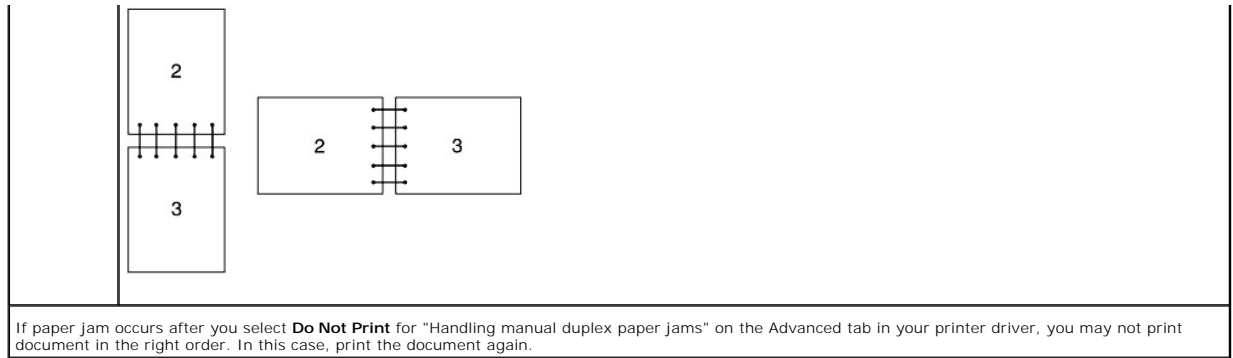 2
2 3
3
If paper jam occurs after you select Do Not Print for "Handling manual duplex paper jams" on the Advanced tab in your printer driver, you may not print
document in the right order. In this case, print the document again.